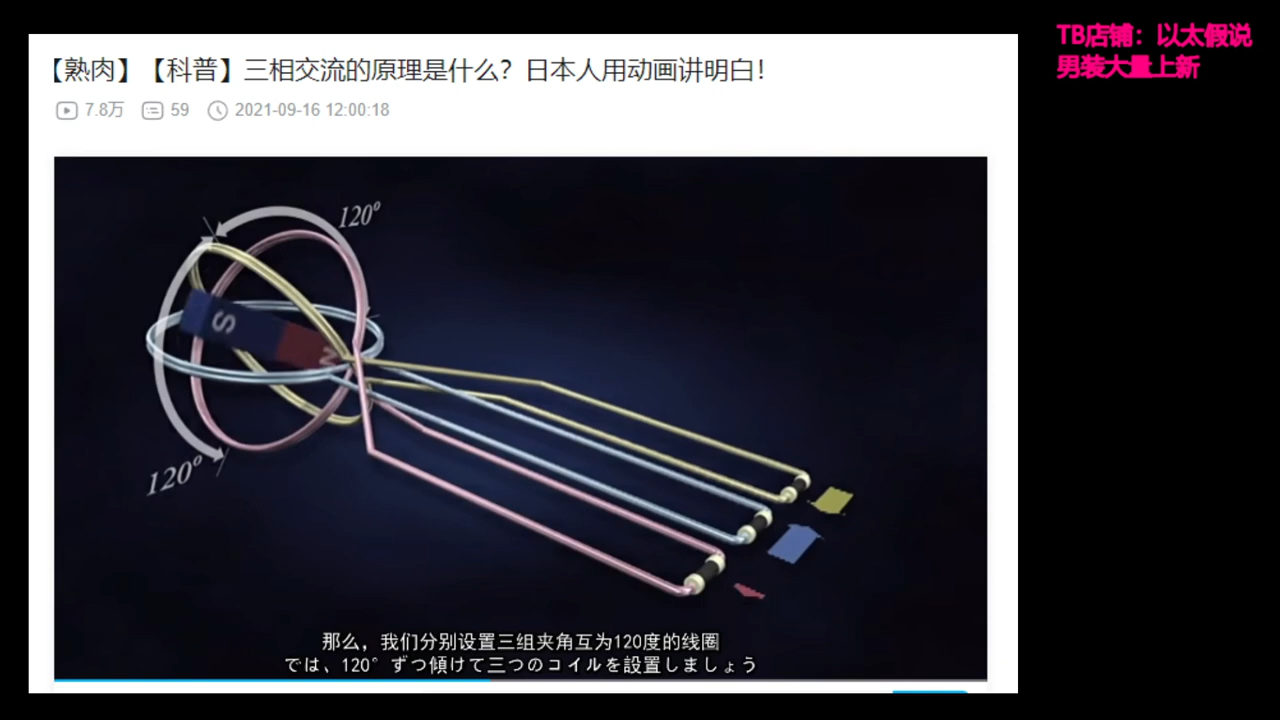 TB店铺：以太假说
男装大量上新
【熟肉】【科普】三相交流的原理是什么？日本人用动画讲明白！
7.8万 59 2021-09-16 12:00:18
120°
S
N
120°
那么，我们分别设置三组夹角互为120度的线圈
では、120°ずつ傾けて三つのコイルを設置しましょう